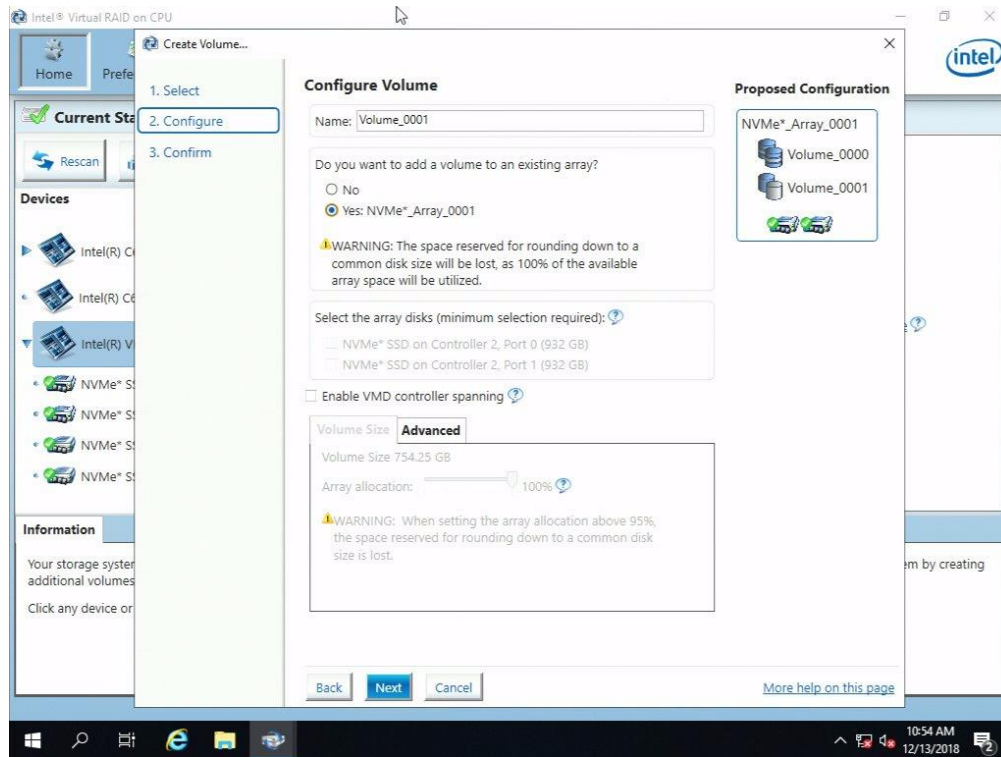 Intel® Virtual RAID on CPU
Home
intel
Current
Rescan
Devices
Intel(R)
Intel(R)
Intel(R)
NVMe*
NVMe*
NVMe*
NVMe*
Information
Your storage
additional volumes
Click any device or
by creating
Create Volume...
1. Select
2. Configure
3. Confirm
Configure Volume
Name: Volume_0001
Do you want to add a volume to an existing array?
No
Yes: NVMe*_Array_0001
WARNING: The space reserved for rounding down to a
common disk size will be lost, as 100% of the available
array space will be utilized.
Select the array disks (minimum selection required):
NVMe* SSD on Controller 2, Port 0 (932 GB)
NVMe* SSD on Controller 2, Port 1 (932 GB)
Enable VMD controller spanning
Volume Size Advanced
Volume Size 754.25 GB
Array allocation: 100%
WARNING: When setting the array allocation above 95%,
the space reserved for rounding down to a common disk
size is lost.
Back Next Cancel
More help on this page
Proposed Configuration
NVMe*_Array_0001
Volume_0000
Volume_0001
10:54 AM
12/13/2018
2